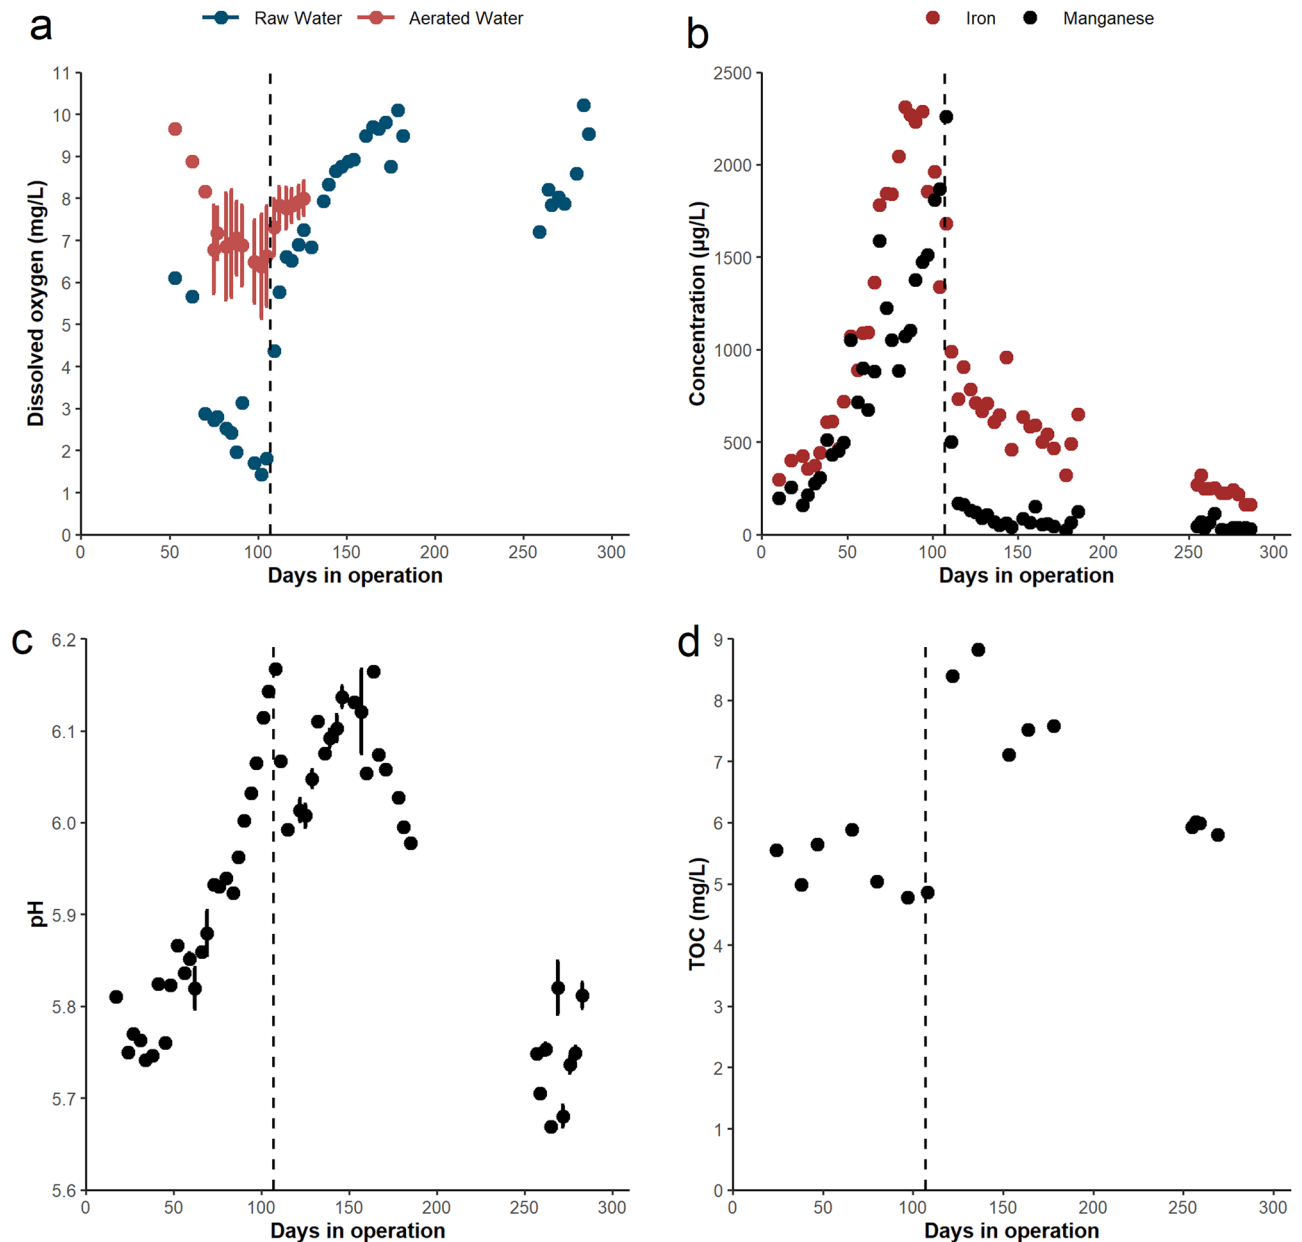 a
Raw Water
Aerated Water
11
10
9
8
7
6
5
4
3
2
1
0
Dissolved oxygen (mg/L)
0 50 100 150 200 250 300
Days in operation
b
Iron
Manganese
2500
2000
1500
1000
500
0
Concentration (μg/L)
0 50 100 150 200 250 300
Days in operation
c
6.2
6.1
6.0
5.9
5.8
5.7
5.6
pH
0 50 100 150 200 250 300
Days in operation
d
9
8
7
6
5
4
3
2
1
0
TOC (mg/L)
0 50 100 150 200 250 300
Days in operation